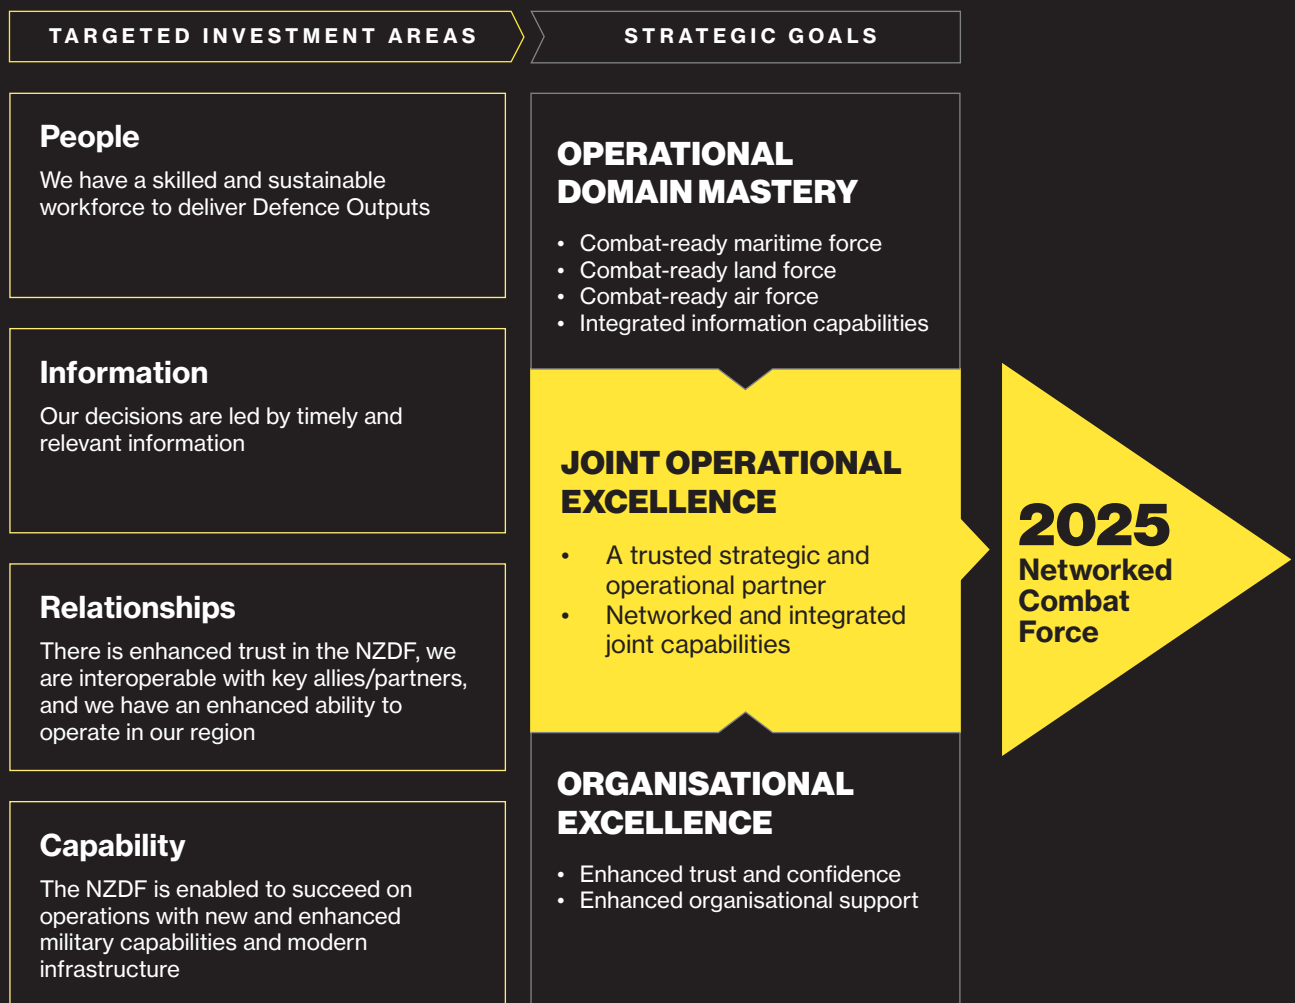 TARGETED INVESTMENT AREAS
STRATEGIC GOALS
People
We have a skilled and sustainable
workforce to deliver Defence Outputs
Information
Our decisions are led by timely and
relevant information
Relationships
There is enhanced trust in the NZDF, we
are interoperable with key allies/partners,
and we have an enhanced ability to
operate in our region
Capability
The NZDF is enabled to succeed on
operations with new and enhanced
military capabilities and modern
infrastructure
OPERATIONAL
DOMAIN MASTERY
• Combat-ready maritime force
• Combat-ready land force
• Combat-ready air force
• Integrated information capabilities
JOINT OPERATIONAL
EXCELLENCE
• A trusted strategic and
operational partner
• Networked and integrated
joint capabilities
ORGANISATIONAL
EXCELLENCE
• Enhanced trust and confidence
• Enhanced organisational support
2025
Networked
Combat
Force